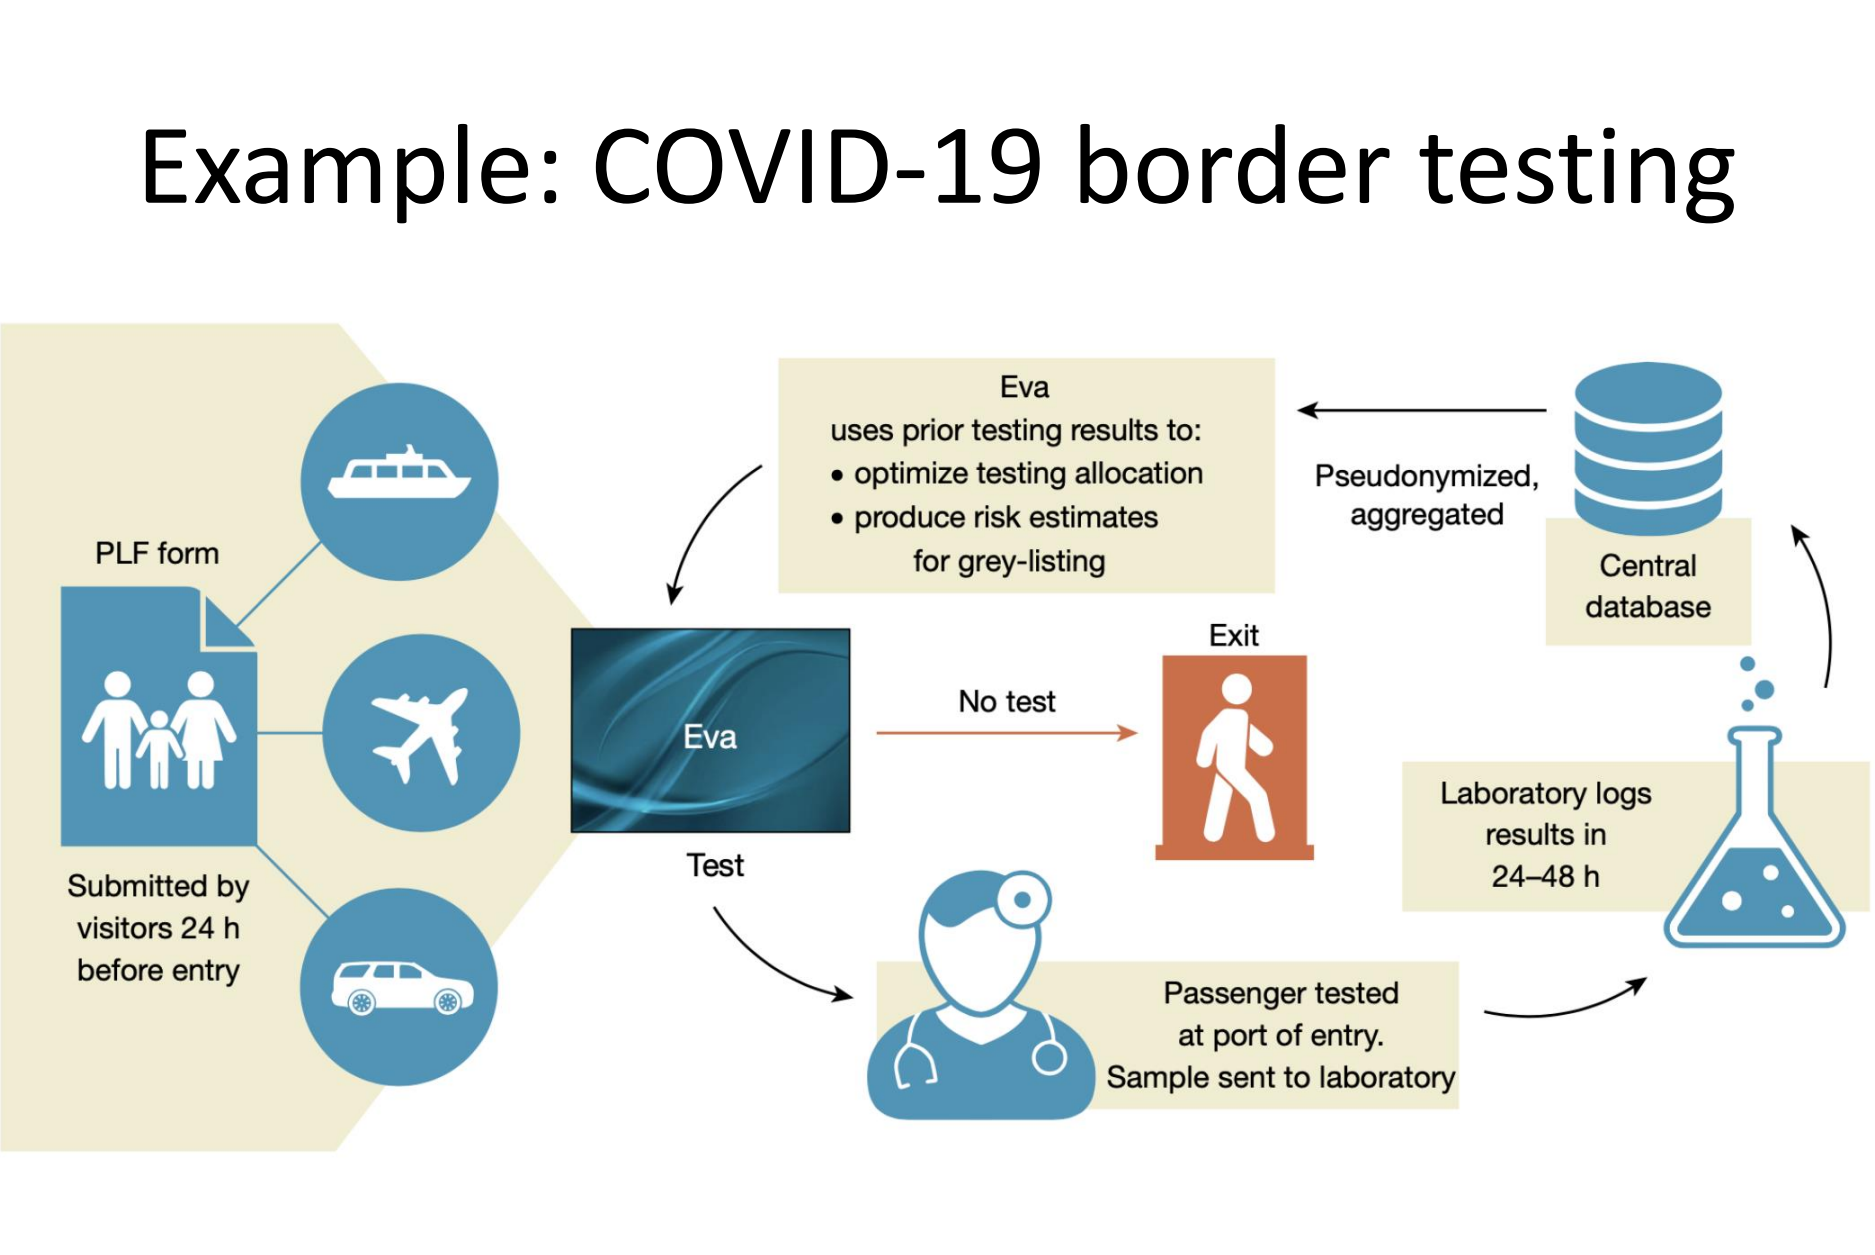 Example: COVID-19 border testing
PLF form
Submitted by
visitors 24 h
before entry
Eva
uses prior testing results to:
• optimize testing allocation
• produce risk estimates
for grey-listing
Pseudonymized,
aggregated
Central
database
Eva
No test
Exit
Test
Passenger tested
at port of entry.
Sample sent to laboratory
Laboratory logs
results in
24–48 h